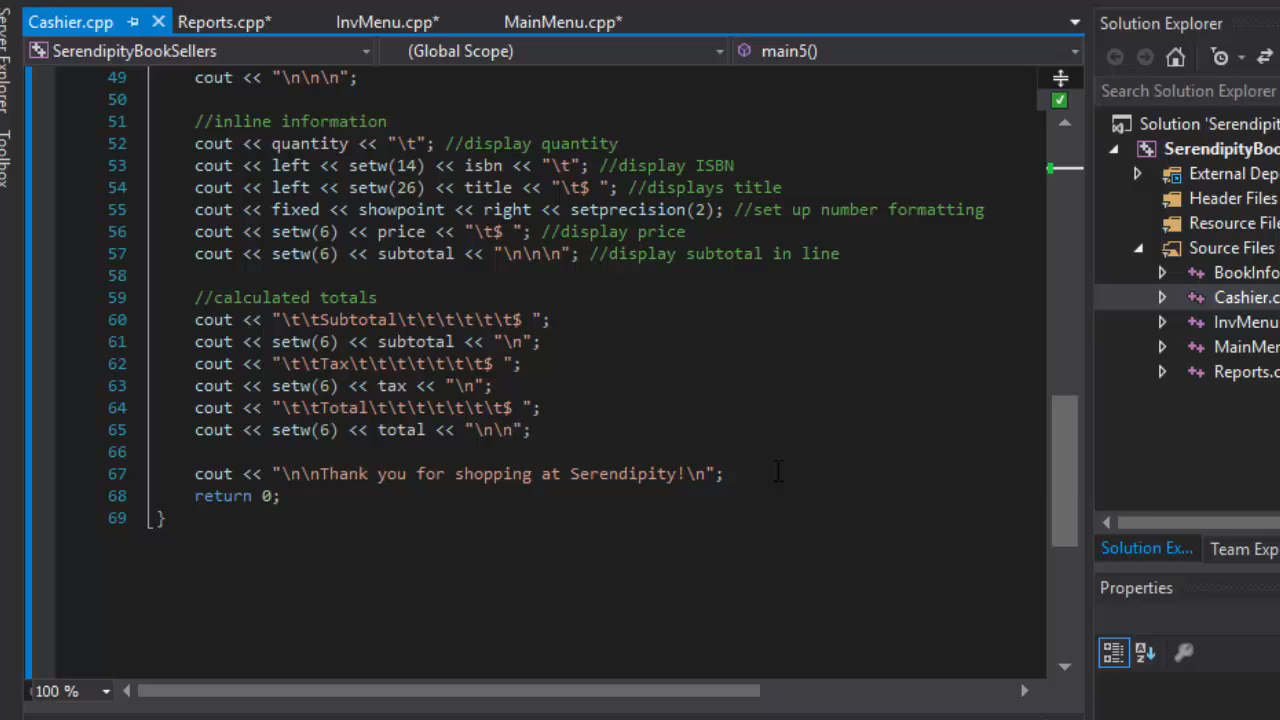 Cashier.cpp Reports.cpp* InvMenu.cpp* MainMenu.cpp*
SerendipityBookSellers (Global Scope) main5()
49 cout << "\n\n\n";
50
51 //inline information
52 cout << quantity << "\t"; //display quantity
53 cout << left << setw(14) << isbn << "\t"; //display ISBN
54 cout << left << setw(26) << title << "\t$ "; //displays title
55 cout << fixed << showpoint << right << setprecision(2); //set up number formatting
56 cout << setw(6) << price << "\t$ "; //display price
57 cout << setw(6) << subtotal << "\n\n\n"; //display subtotal in line
58
59 //calculated totals
60 cout << "\t\tSubtotal\t\t\t\t\t\t$ ";
61 cout << setw(6) << subtotal << "\n";
62 cout << "\t\tTax\t\t\t\t\t\t\t$ ";
63 cout << setw(6) << tax << "\n";
64 cout << "\t\tTotal\t\t\t\t\t\t\t$ ";
65 cout << setw(6) << total << "\n\n";
66
67 cout << "\n\nThank you for shopping at Serendipity!\n";
68 return 0;
69 }
100 %
Server Explorer
Toolbox
Solution Explorer
Search Solution Explorer
Solution 'Serendipit
SerendipityBoo
External Dep
Header Files
Resource File
Source Files
BookInfo
Cashier.c
InvMenu
MainMen
Reports.c
Solution Ex... Team Exp
Properties